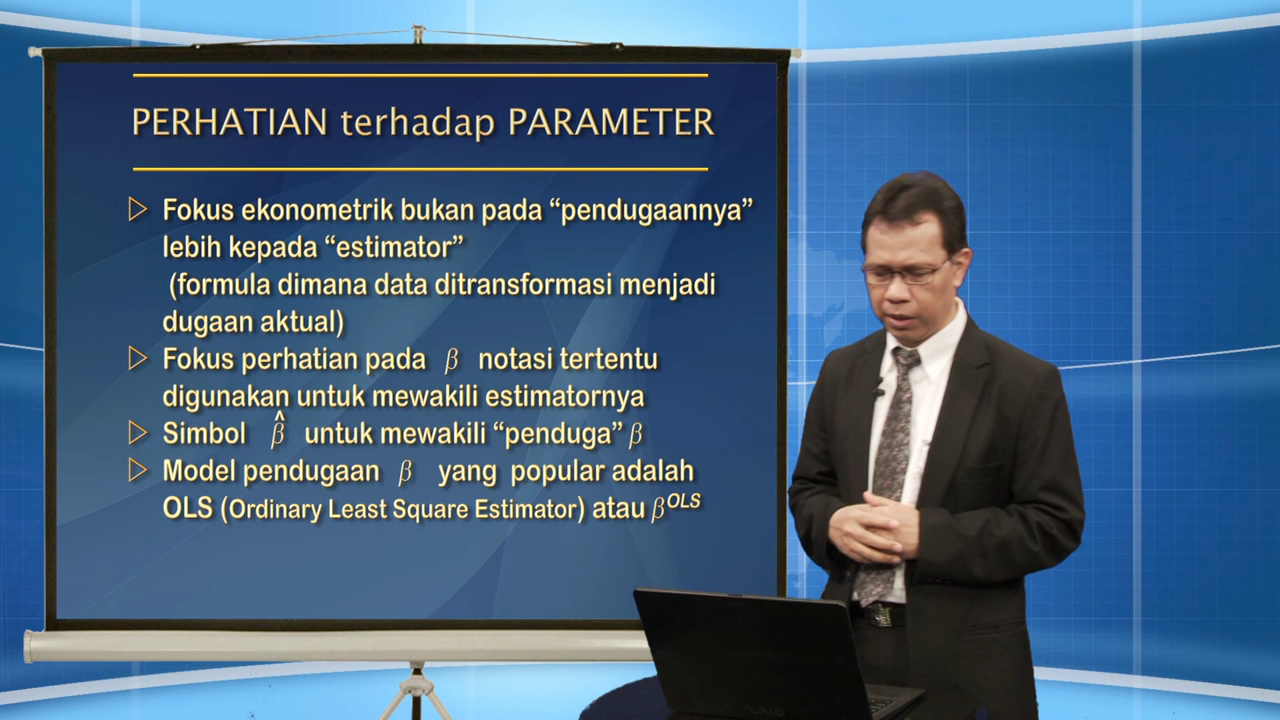 PERHATIAN terhadap PARAMETER
Fokus ekonometrik bukan pada “pendugaannya”
lebih kepada “estimator”
(formula dimana data ditransformasi menjadi
dugaan aktual)
Fokus perhatian pada β notasi tertentu
digunakan untuk mewakili estimatornya
Simbol β̂ untuk mewakili “penduga” β
Model pendugaan β yang popular adalah
OLS (Ordinary Least Square Estimator) atau β^OLS
VAIO